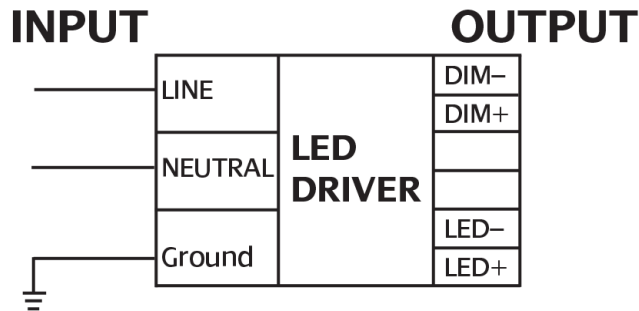 INPUT
OUTPUT
LINE
NEUTRAL
Ground
LED
DRIVER
DIM–
DIM+
LED–
LED+